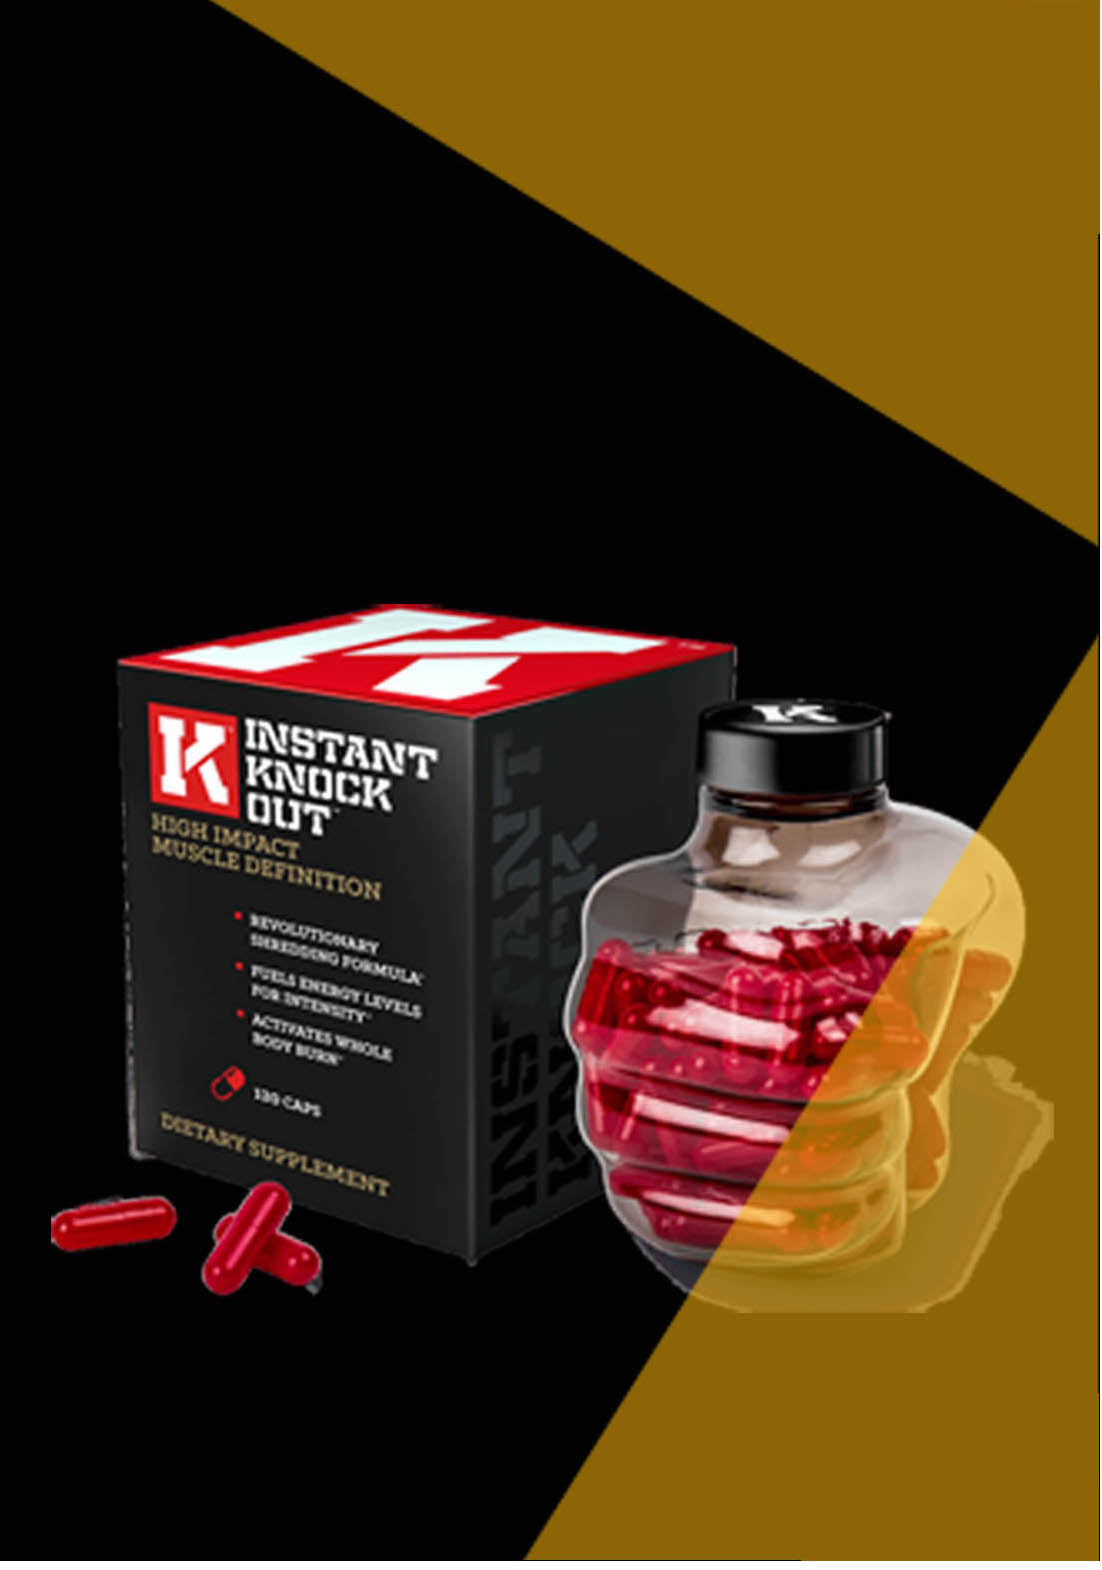 K
K
INSTANT
KNOCK
OUT
HIGH IMPACT
MUSCLE DEFINITION
REVOLUTIONARY
SHREDDING FORMULA*
FUELS ENERGY LEVELS
FOR INTENSITY*
ACTIVATES WHOLE
BODY BURN*
120 CAPS
DIETARY SUPPLEMENT
INSTANT
KNOCK
K